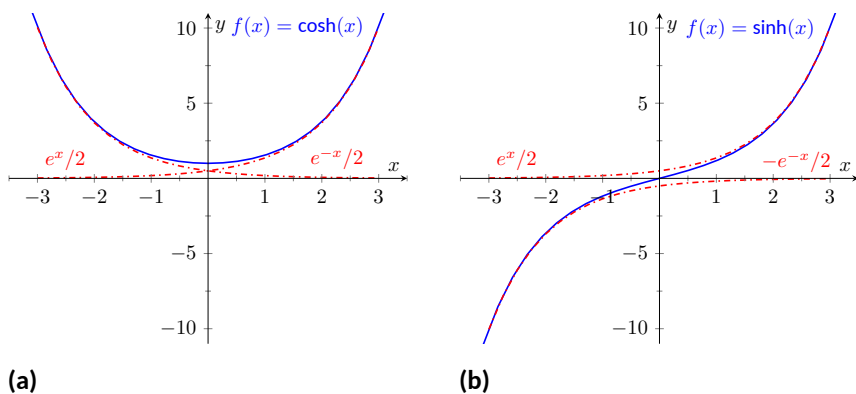 10
y f(x) = cosh(x)
5
e^x/2
e^{-x}/2
x
−3 −2 −1 1 2 3
−5
−10
(a)
10
y f(x) = sinh(x)
5
e^x/2
−e^{-x}/2
x
−3 −2 −1 1 2 3
−5
−10
(b)